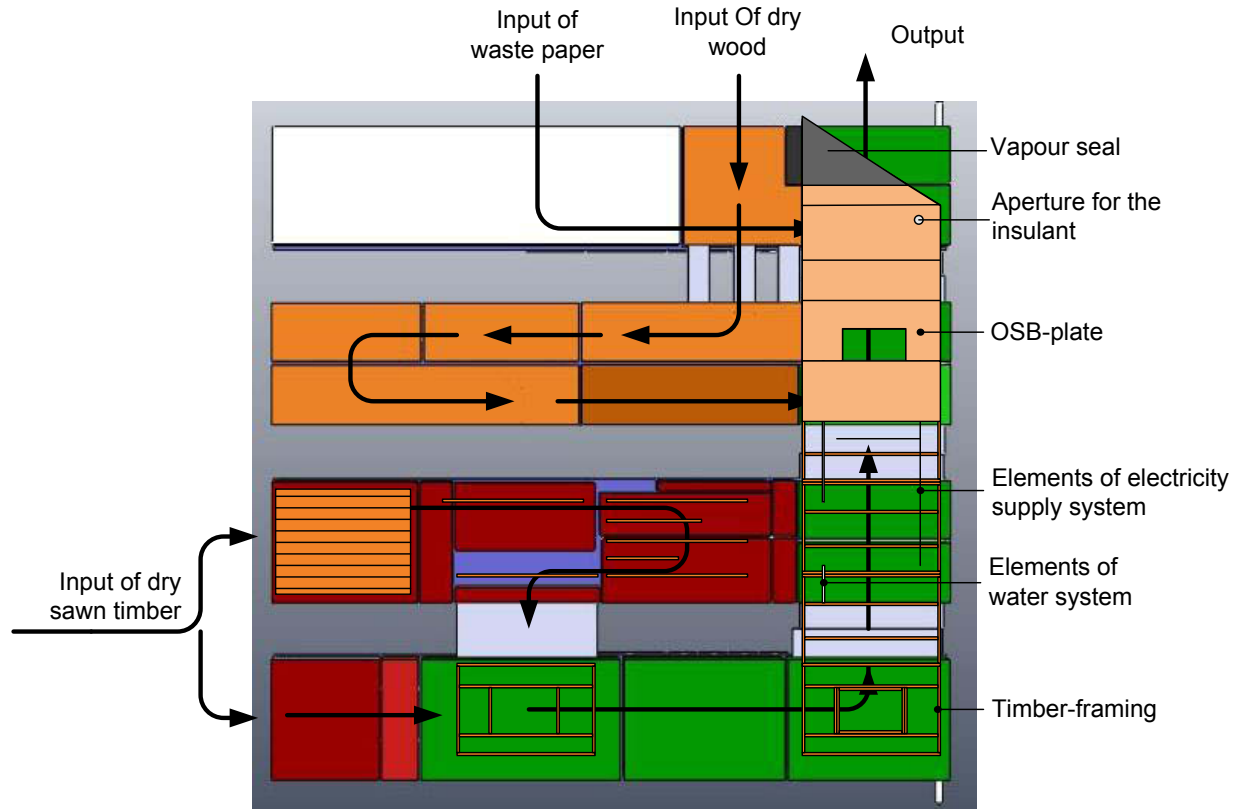 Input of
waste paper
Input Of dry
wood
Output
Vapour seal
Aperture for the
insulant
OSB-plate
Elements of electricity
supply system
Input of dry
sawn timber
Elements of
water system
Timber-framing